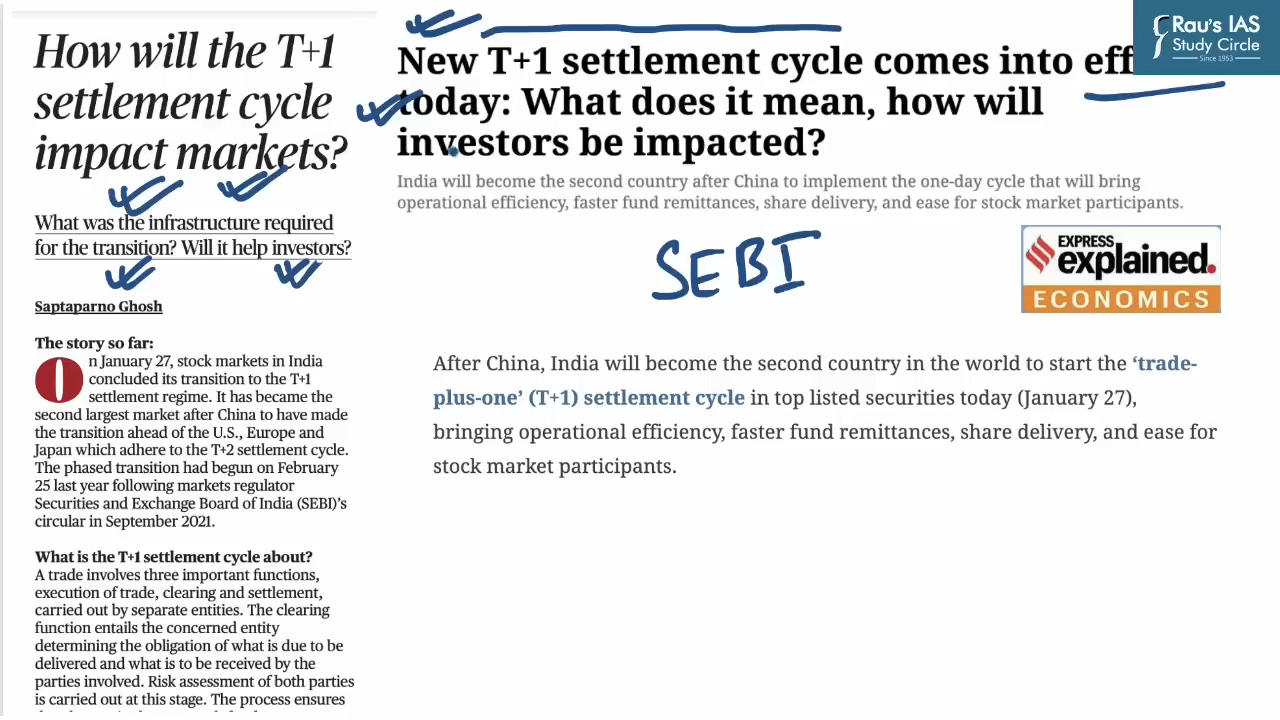 How will the T+1
settlement cycle
impact markets?
What was the infrastructure required
for the transition? Will it help investors?
Saptaparno Ghosh
The story so far:
On January 27, stock markets in India
concluded its transition to the T+1
settlement regime. It has became the
second largest market after China to have made
the transition ahead of the U.S., Europe and
Japan which adhere to the T+2 settlement cycle.
The phased transition had begun on February
25 last year following markets regulator
Securities and Exchange Board of India (SEBI)’s
circular in September 2021.
What is the T+1 settlement cycle about?
A trade involves three important functions,
execution of trade, clearing and settlement,
carried out by separate entities. The clearing
function entails the concerned entity
determining the obligation of what is due to be
delivered and what is to be received by the
parties involved. Risk assessment of both parties
is carried out at this stage. The process ensures
New T+1 settlement cycle comes into eff
today: What does it mean, how will
investors be impacted?
India will become the second country after China to implement the one-day cycle that will bring
operational efficiency, faster fund remittances, share delivery, and ease for stock market participants.
SEBI
EXPRESS
explained.
ECONOMICS
After China, India will become the second country in the world to start the ‘trade-
plus-one’ (T+1) settlement cycle in top listed securities today (January 27),
bringing operational efficiency, faster fund remittances, share delivery, and ease for
stock market participants.
Rau's IAS
Study Circle
Since 1953